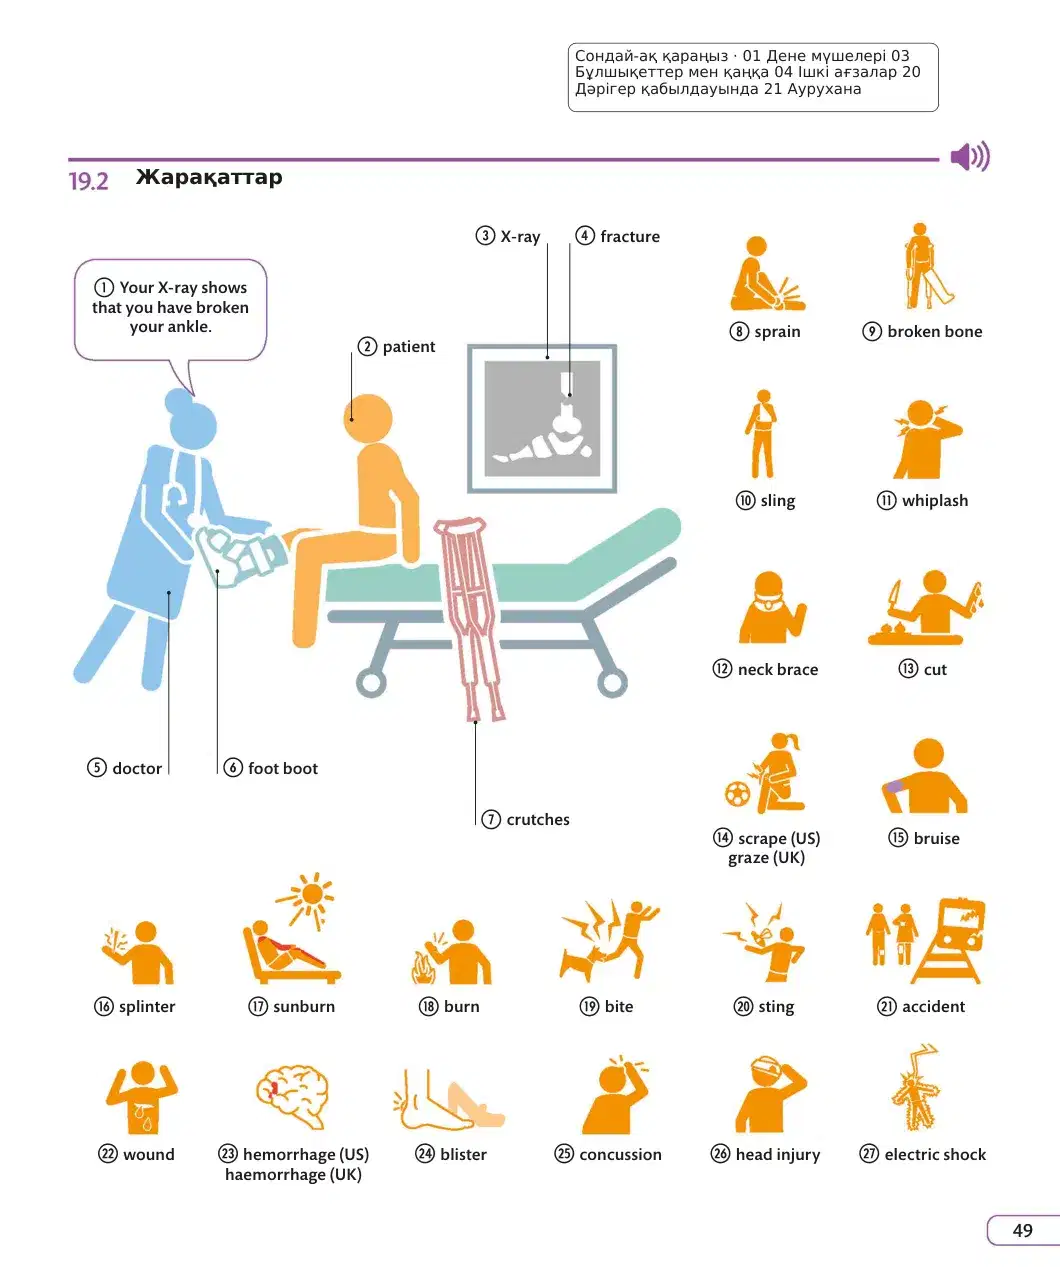 Сондай-ақ қараңыз · 01 Дене мүшелері 03
Бұлшықеттер мен қаңқа 04 Ішкі ағзалар 20
Дәрігер қабылдауында 21 Аурухана
19.2 Жарақаттар
③ X-ray ④ fracture
① Your X-ray shows
that you have broken
your ankle.
② patient
⑧ sprain ⑨ broken bone
⑩ sling ⑪ whiplash
⑫ neck brace ⑬ cut
⑤ doctor ⑥ foot boot
⑦ crutches
⑭ scrape (US)
graze (UK)
⑮ bruise
⑯ splinter ⑰ sunburn ⑱ burn ⑲ bite ⑳ sting ㉑ accident
㉒ wound ㉓ hemorrhage (US)
haemorrhage (UK)
㉔ blister ㉕ concussion ㉖ head injury ㉗ electric shock
49